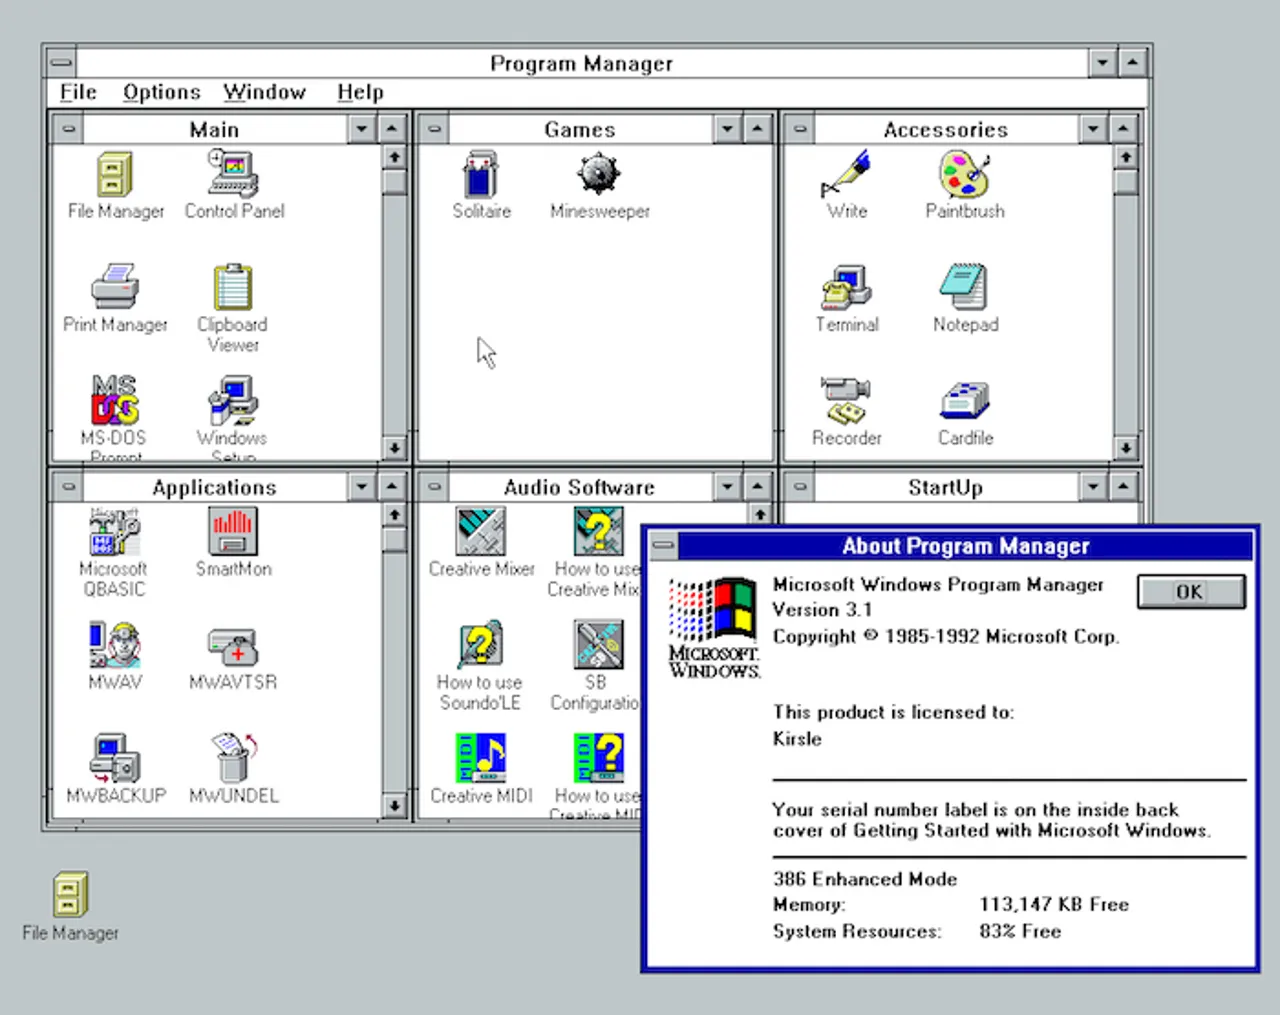 Program Manager
File Options Window Help
Main
File Manager
Control Panel
Print Manager
Clipboard
Viewer
MS-DOS
Prompt
Windows
Setup
Games
Solitaire
Minesweeper
Accessories
Write
Paintbrush
Terminal
Notepad
Recorder
Cardfile
Applications
Microsoft
QBASIC
SmartMon
MWAV
MWAVTSR
MWBACKUP
MWUNDEL
Audio Software
Creative Mixer
How to use
Creative Mix
How to use
Soundo'LE
SB
Configuratio
Creative MIDI
How to use
Creative MID
StartUp
About Program Manager
MICROSOFT.
WINDOWS.
Microsoft Windows Program Manager
Version 3.1
Copyright © 1985-1992 Microsoft Corp.
OK
This product is licensed to:
Kirsle
Your serial number label is on the inside back
cover of Getting Started with Microsoft Windows.
386 Enhanced Mode
Memory: 113,147 KB Free
System Resources: 83% Free
File Manager